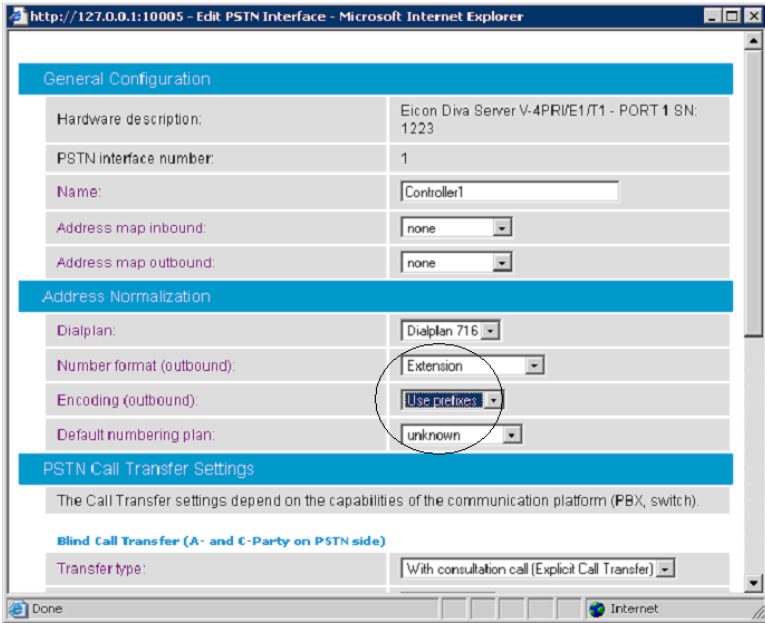 http://127.0.0.1:10005 - Edit PSTN Interface - Microsoft Internet Explorer
General Configuration
Hardware description:
Eicon Diva Server V-4PRI/E1/T1 - PORT 1 SN:
1223
PSTN interface number:
1
Name:
Controller1
Address map inbound:
none
Address map outbound:
none
Address Normalization
Dialplan:
Dialplan 716
Number format (outbound):
Extension
Encoding (outbound):
Use prefixes
Default numbering plan:
unknown
PSTN Call Transfer Settings
The Call Transfer settings depend on the capabilities of the communication platform (PBX, switch).
Blind Call Transfer (A- and C-Party on PSTN side)
Transfer type:
With consultation call (Explicit Call Transfer)
Done
Internet